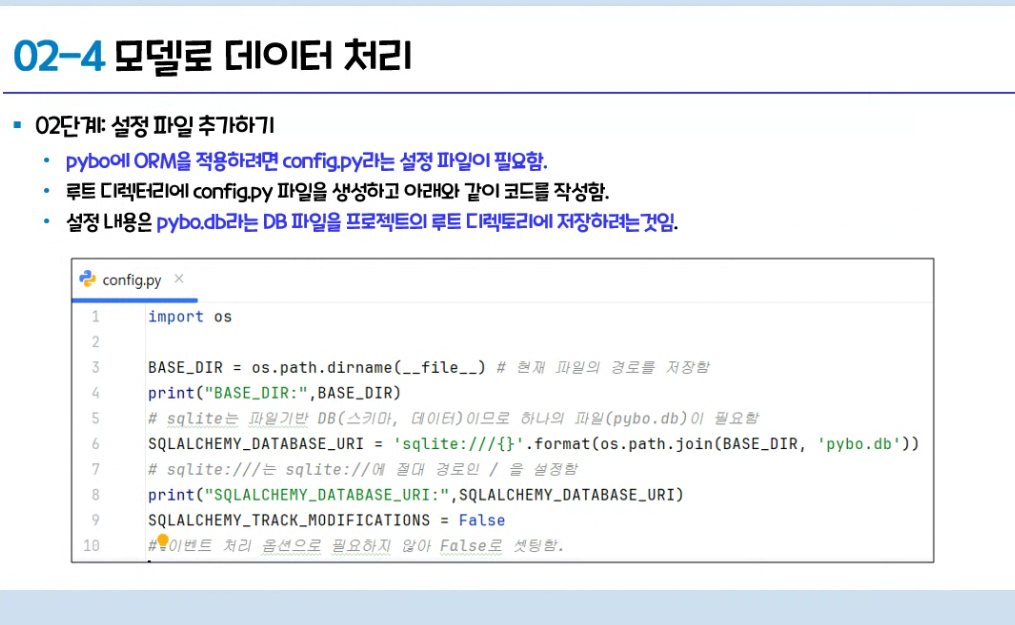 02-4 모델로 데이터 처리
02단계: 설정 파일 추가하기
pybo에 ORM을 적용하려면 config.py라는 설정 파일이 필요함.
루트 디렉터리에 config.py 파일을 생성하고 아래와 같이 코드를 작성함.
설정 내용은 pybo.db라는 DB 파일을 프로젝트의 루트 디렉토리에 저장하려는것임.
config.py ×
1 import os
2
3 BASE_DIR = os.path.dirname(__file__) # 현재 파일의 경로를 저장함
4 print("BASE_DIR:",BASE_DIR)
5 # sqlite는 파일기반 DB(스키마, 데이터)이므로 하나의 파일(pybo.db)이 필요함
6 SQLALCHEMY_DATABASE_URI = 'sqlite:///{}'.format(os.path.join(BASE_DIR, 'pybo.db'))
7 # sqlite:///는 sqlite://에 절대 경로인 / 을 설정함
8 print("SQLALCHEMY_DATABASE_URI:",SQLALCHEMY_DATABASE_URI)
9 SQLALCHEMY_TRACK_MODIFICATIONS = False
10 # 이벤트 처리 옵션으로 필요하지 않아 False로 셋팅함.